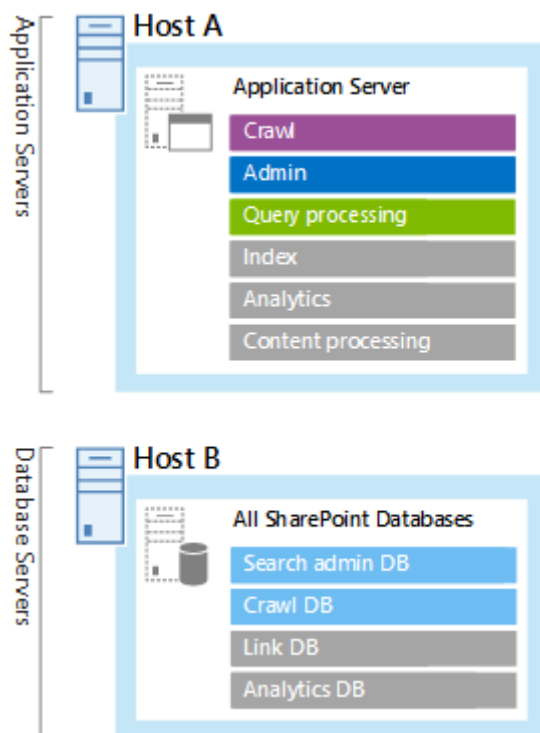 Application Servers
Host A
Application Server
Crawl
Admin
Query processing
Index
Analytics
Content processing
Database Servers
Host B
All SharePoint Databases
Search admin DB
Crawl DB
Link DB
Analytics DB